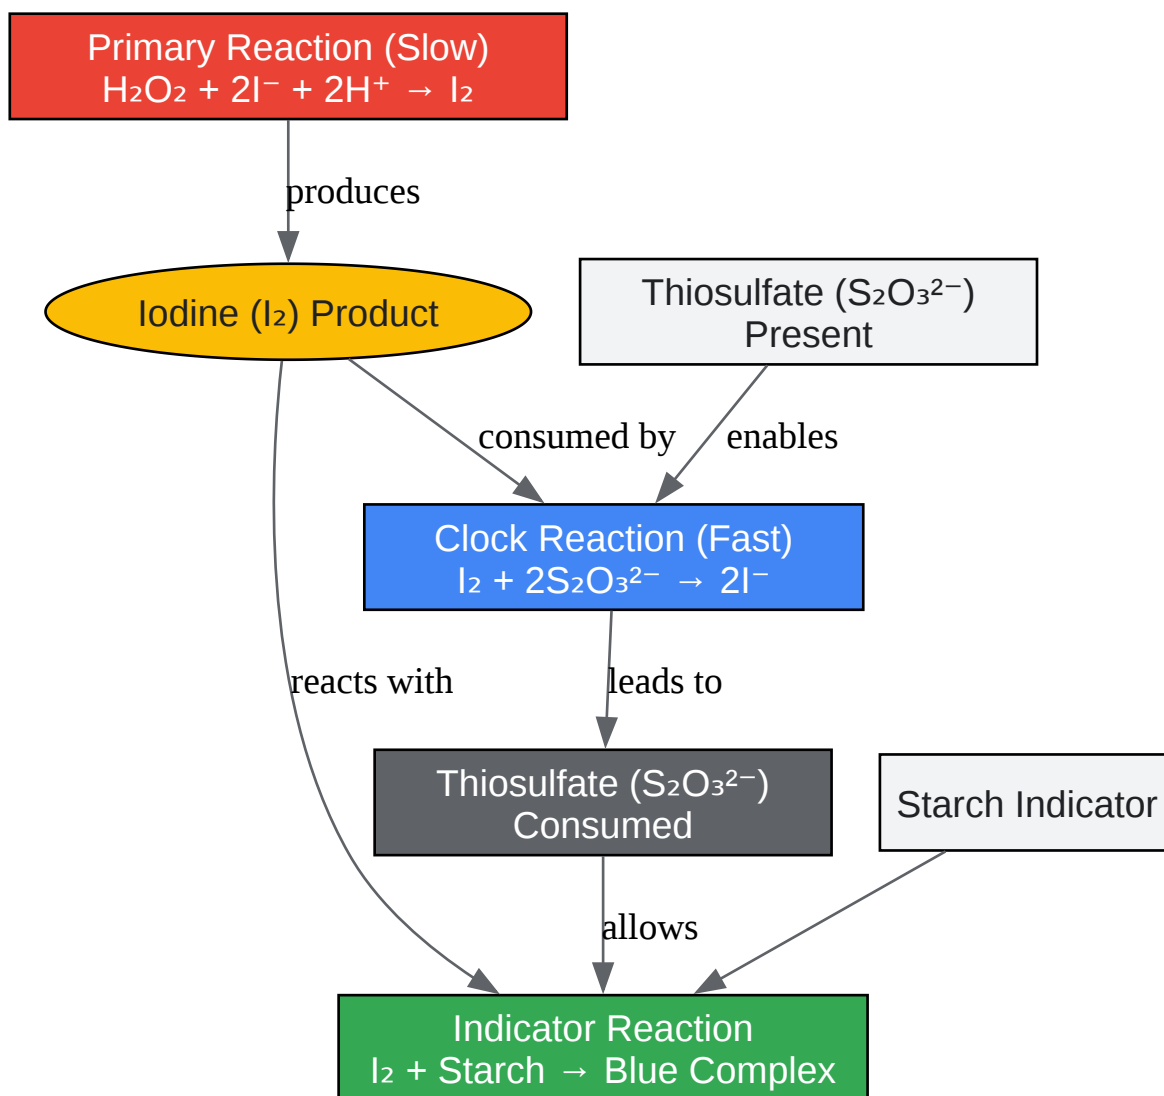 Primary Reaction (Slow)
H₂O₂ + 2I⁻ + 2H⁺ → I₂
produces
Iodine (I₂) Product
Thiosulfate (S₂O₃²⁻)
Present
consumed by
enables
Clock Reaction (Fast)
I₂ + 2S₂O₃²⁻ → 2I⁻
reacts with
leads to
Thiosulfate (S₂O₃²⁻)
Consumed
Starch Indicator
allows
Indicator Reaction
I₂ + Starch → Blue Complex